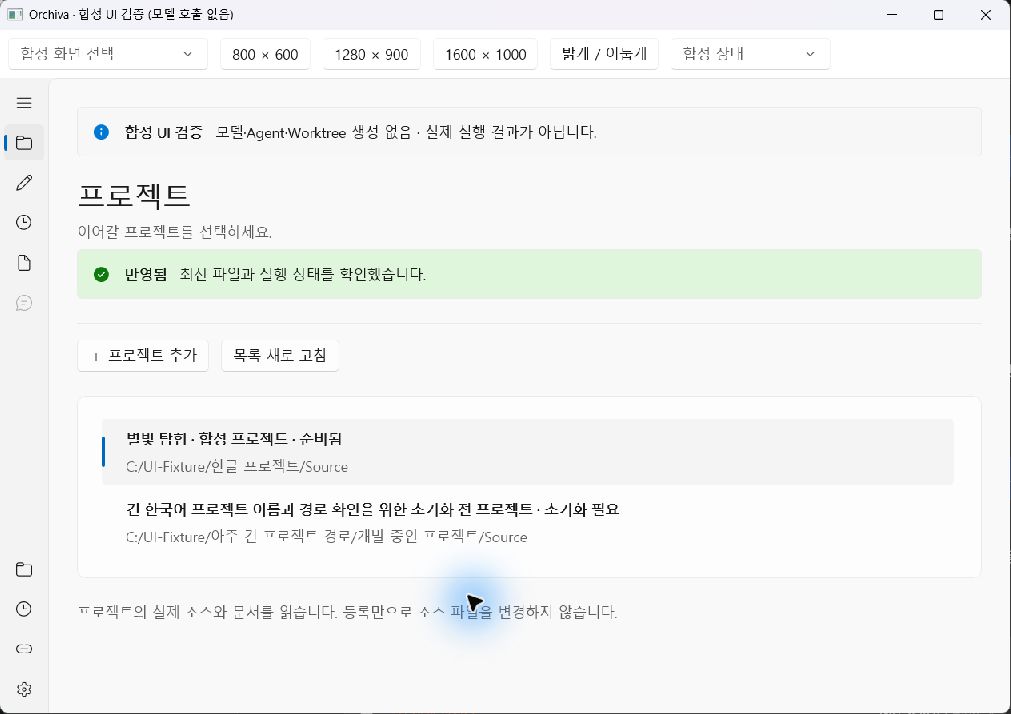 Orchiva · 합성 UI 검증 (모델 호출 없음)
합성 화면 선택
800 × 600
1280 × 900
1600 × 1000
밝게 / 어둡게
합성 상태
합성 UI 검증 모델·Agent·Worktree 생성 없음 · 실제 실행 결과가 아닙니다.
프로젝트
이어갈 프로젝트를 선택하세요.
반영됨 최신 파일과 실행 상태를 확인했습니다.
+ 프로젝트 추가
목록 새로 고침
별빛 탐험 · 합성 프로젝트 · 준비됨
C:/UI-Fixture/한글 프로젝트/Source
긴 한국어 프로젝트 이름과 경로 확인을 위한 초기화 전 프로젝트 · 초기화 필요
C:/UI-Fixture/아주 긴 프로젝트 경로/개발 중인 프로젝트/Source
프로젝트의 실제 소스와 문서를 읽습니다. 등록만으로 소스 파일을 변경하지 않습니다.